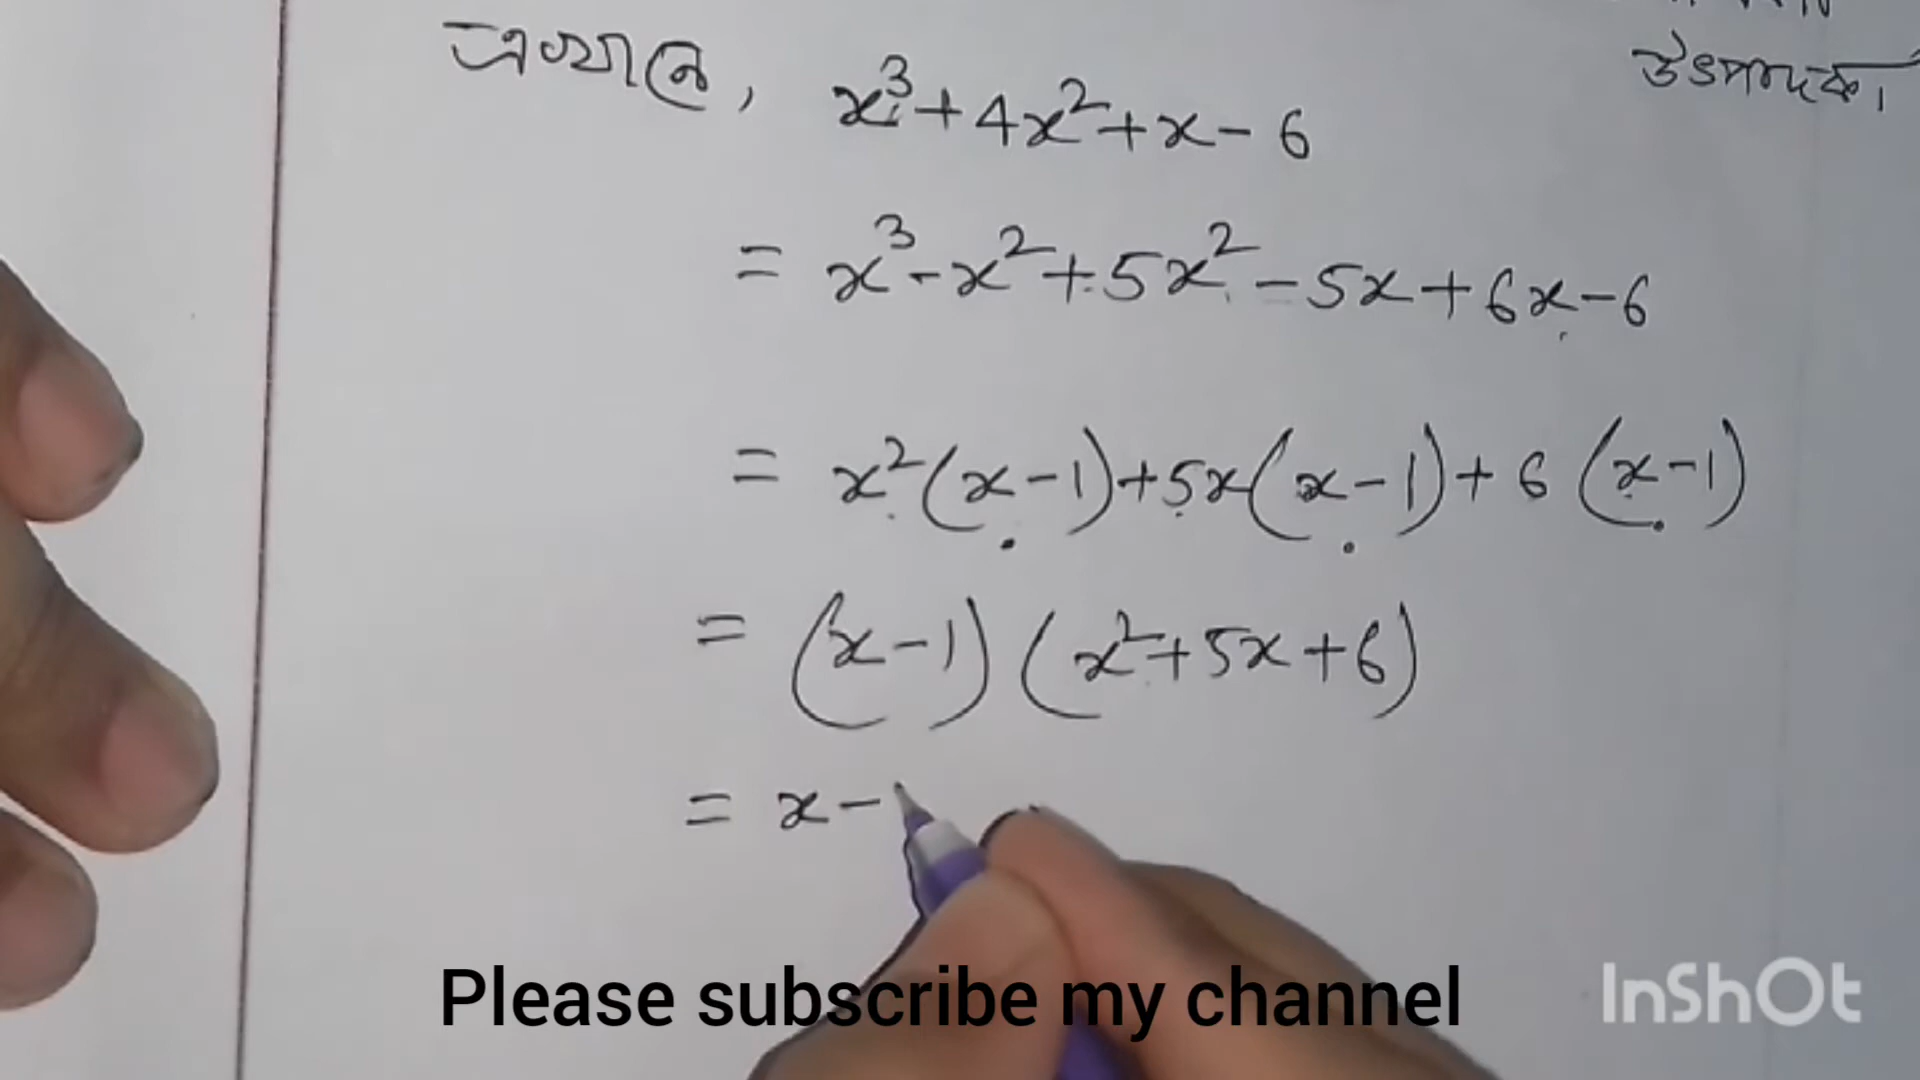 উৎপাদক।
এখানে, x³+4x²+x-6
= x³-x²+5x²-5x+6x-6
= x²(x-1)+5x(x-1)+6(x-1)
= (x-1)(x²+5x+6)
= x-
Please subscribe my channel
InShOt